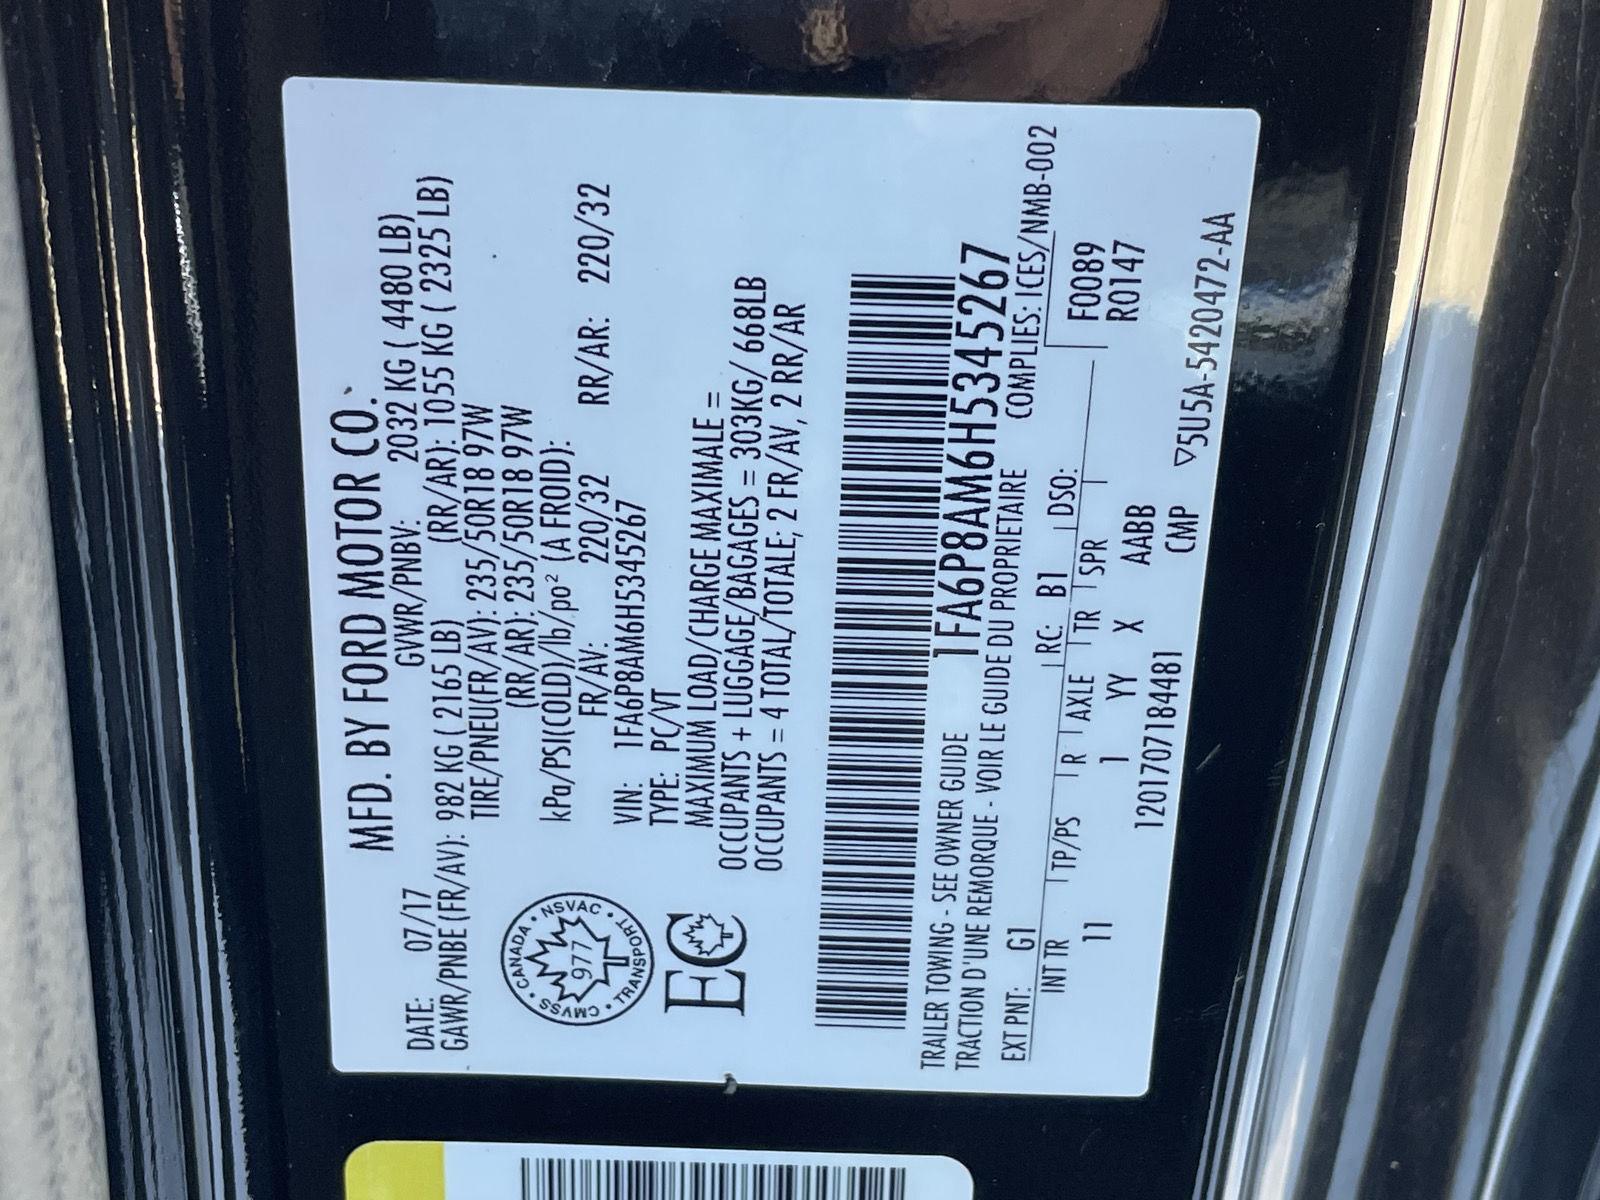 MFD. BY FORD MOTOR CO.
DATE: 07/17 GVWR/PNBV: 2032 KG ( 4480 LB)
GAWR/PNBE(FR/AV): 982 KG ( 2165 LB) (RR/AR): 1055 KG ( 2325 LB)
TIRE/PNEU(FR/AV): 235/50R18 97W
(RR/AR): 235/50R18 97W
kPa/PSI(COLD)/lb/po² (A FROID):
FR/AV: 220/32 RR/AR: 220/32
VIN: 1FA6P8AM6H5345267
TYPE: PC/VT
MAXIMUM LOAD/CHARGE MAXIMALE =
OCCUPANTS + LUGGAGE/BAGAGES = 303KG/ 668LB
OCCUPANTS = 4 TOTAL/TOTALE; 2 FR/AV, 2 RR/AR
CANADA • NSVAC • TRANSPORT • CMVSS •
977
EC
1FA6P8AM6H5345267
TRAILER TOWING - SEE OWNER GUIDE
TRACTION D'UNE REMORQUE - VOIR LE GUIDE DU PROPRIETAIRE COMPLIES: ICES/NMB-002
EXT PNT: G1 RC: B1 DSO: F0089
R0147
INT TR TP/PS R AXLE TR SPR
11 1 YY X AABB
1201707184481 CMP ▽5U5A-5420472-AA